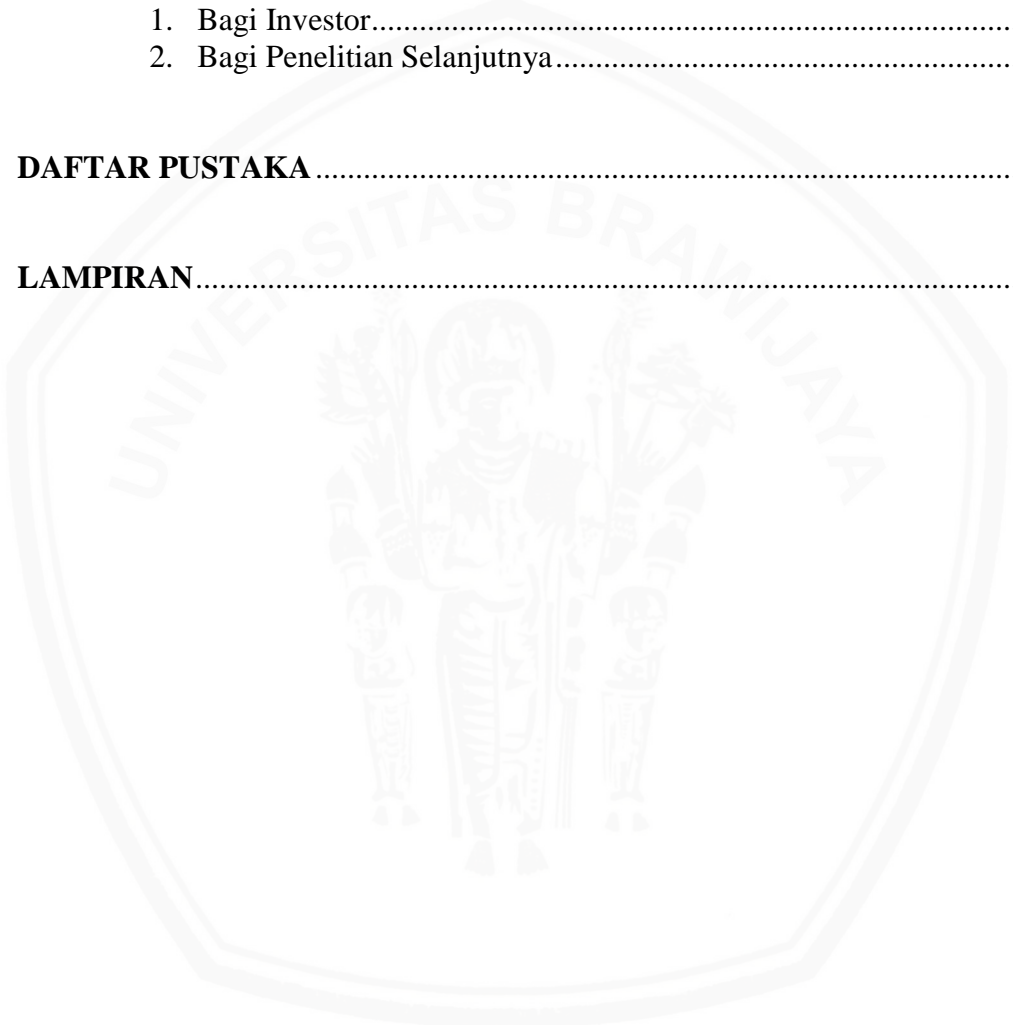 1. Bagi Investor....................................................................................
2. Bagi Penelitian Selanjutnya............................................................
DAFTAR PUSTAKA..........................................................................................
LAMPIRAN.........................................................................................................
UNIVERSITAS BRAWIJAYA